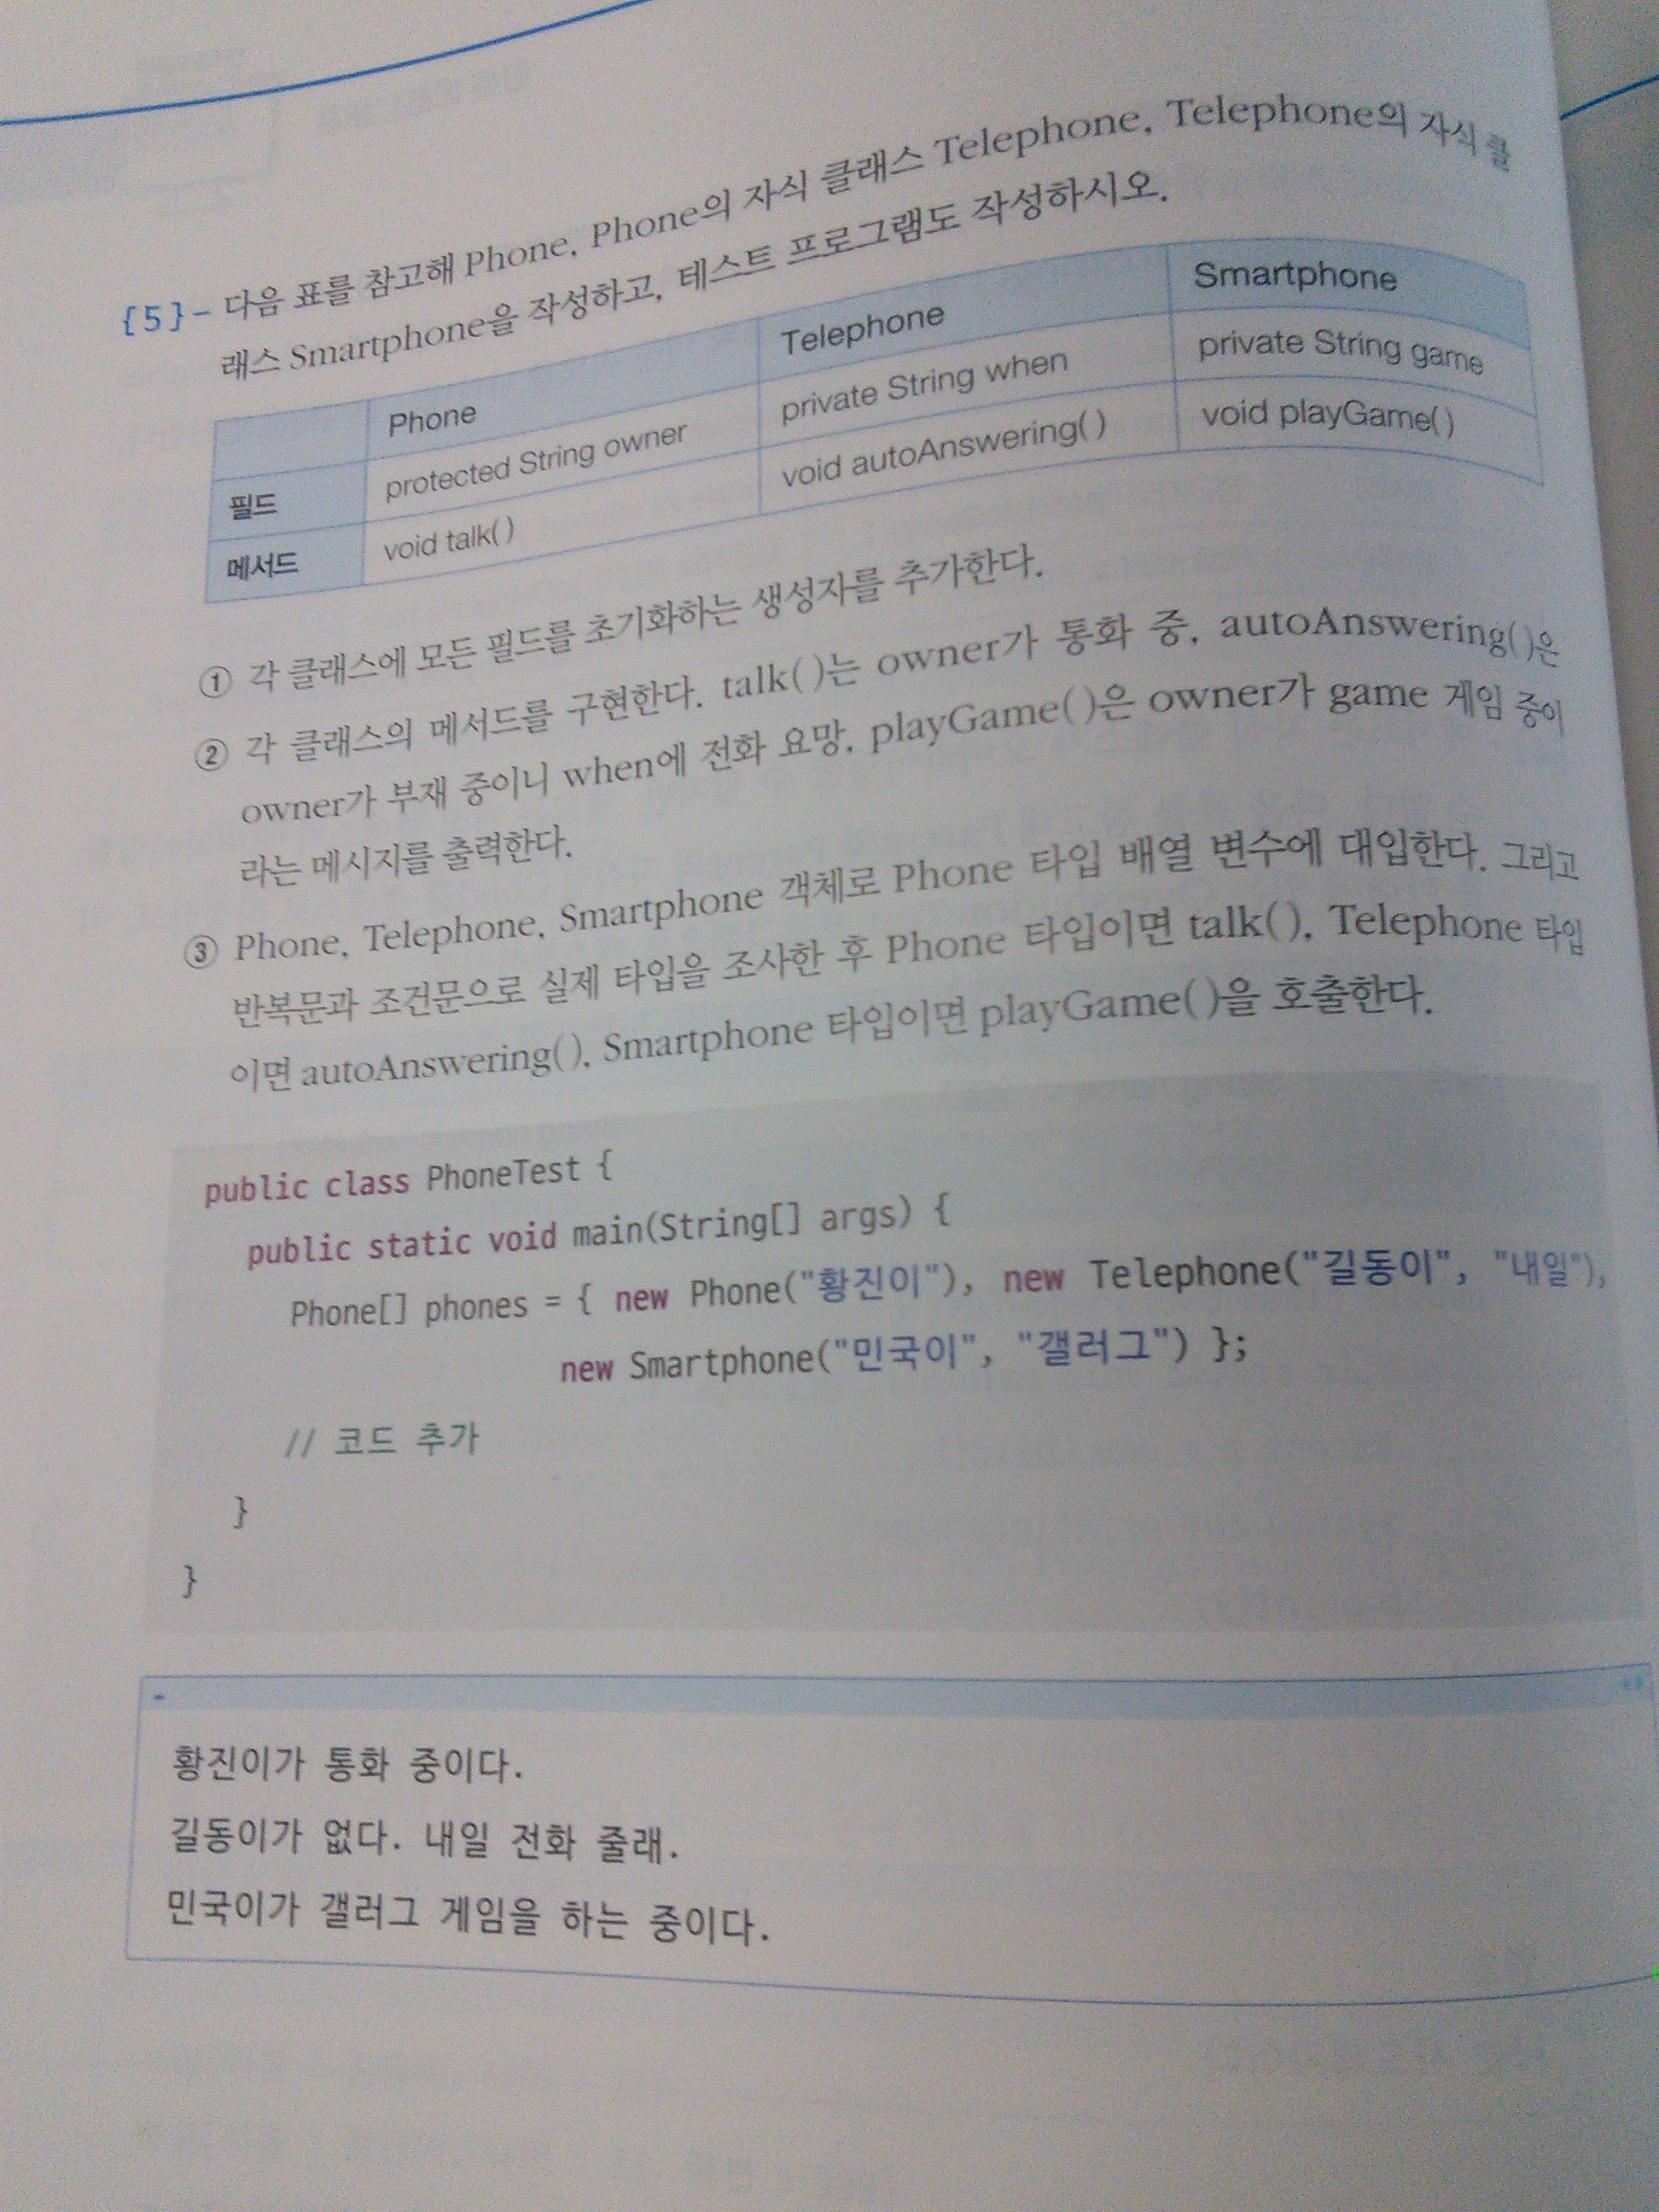 {5}- 다음 표를 참고해 Phone, Phone의 자식 클래스 Telephone, Telephone의 자식 클
래스 Smartphone을 작성하고, 테스트 프로그램도 작성하시오.
Phone Telephone Smartphone
필드 protected String owner private String when private String game
메서드 void talk() void autoAnswering() void playGame()
① 각 클래스에 모든 필드를 초기화하는 생성자를 추가한다.
② 각 클래스의 메서드를 구현한다. talk()는 owner가 통화 중, autoAnswering()은
owner가 부재 중이니 when에 전화 요망, playGame()은 owner가 game 게임 중이
라는 메시지를 출력한다.
③ Phone, Telephone, Smartphone 객체로 Phone 타입 배열 변수에 대입한다. 그리고
반복문과 조건문으로 실제 타입을 조사한 후 Phone 타입이면 talk(), Telephone 타입
이면 autoAnswering(), Smartphone 타입이면 playGame()을 호출한다.
public class PhoneTest {
public static void main(String[] args) {
Phone[] phones = { new Phone("황진이"), new Telephone("길동이", "내일"),
new Smartphone("민국이", "갤러그") };
// 코드 추가
}
}
황진이가 통화 중이다.
길동이가 없다. 내일 전화 줄래.
민국이가 갤러그 게임을 하는 중이다.